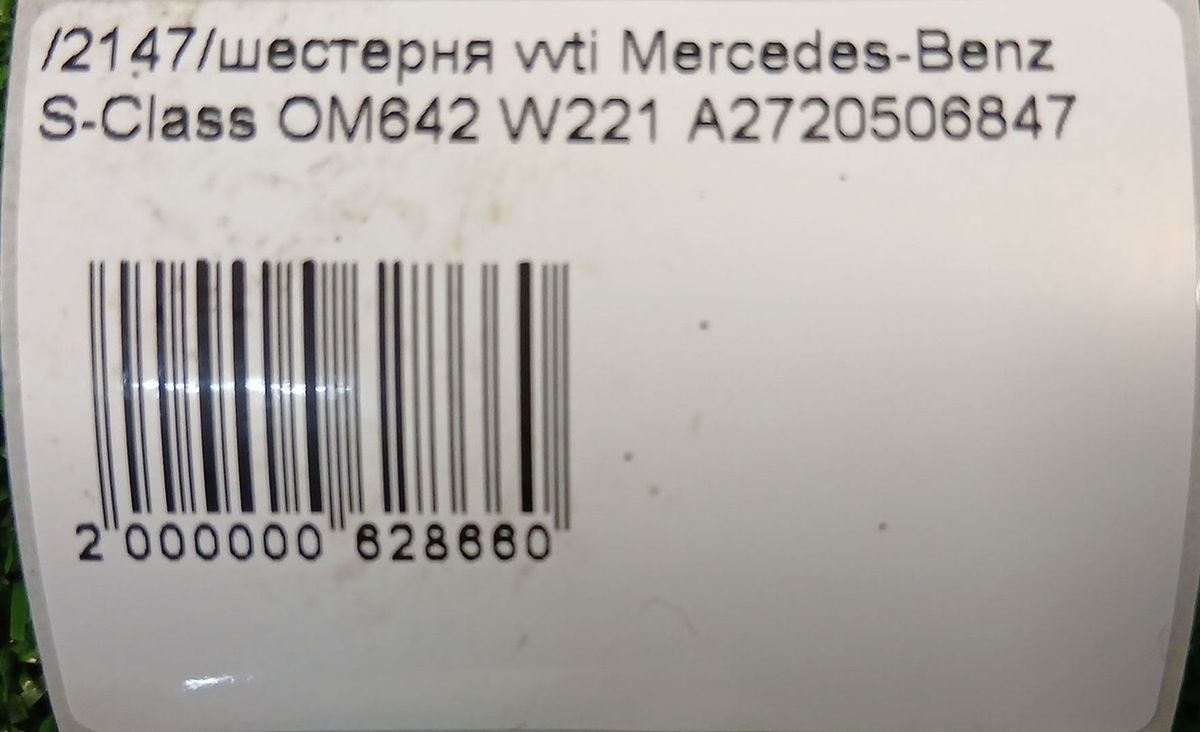 /2147/шестерня vvti Mercedes-Benz
S-Class OM642 W221 A2720506847
2 000000 628660